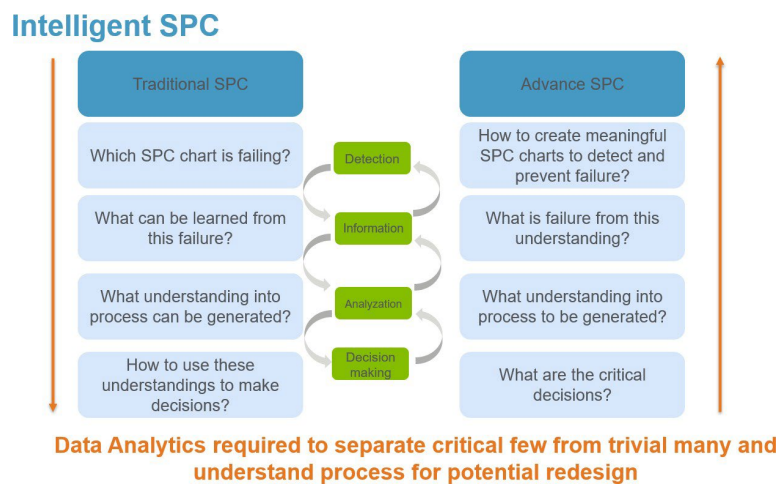 Intelligent SPC
Traditional SPC
Advance SPC
Which SPC chart is failing?
Detection
How to create meaningful
SPC charts to detect and
prevent failure?
What can be learned from
this failure?
Information
What is failure from this
understanding?
What understanding into
process can be generated?
Analyzation
What understanding into
process to be generated?
How to use these
understandings to make
decisions?
Decision
making
What are the critical
decisions?
Data Analytics required to separate critical few from trivial many and
understand process for potential redesign